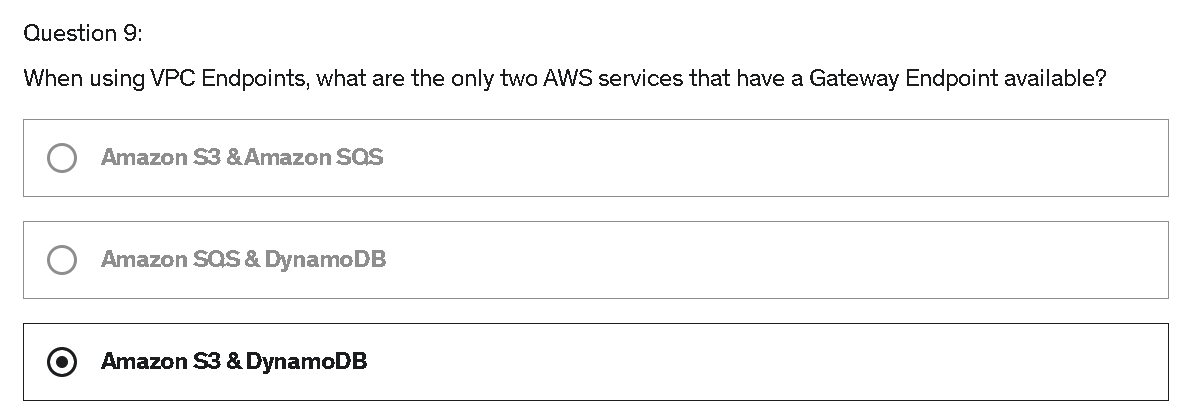 Question 9:
When using VPC Endpoints, what are the only two AWS services that have a Gateway Endpoint available?
Amazon S3 & Amazon SQS
Amazon SQS & DynamoDB
Amazon S3 & DynamoDB